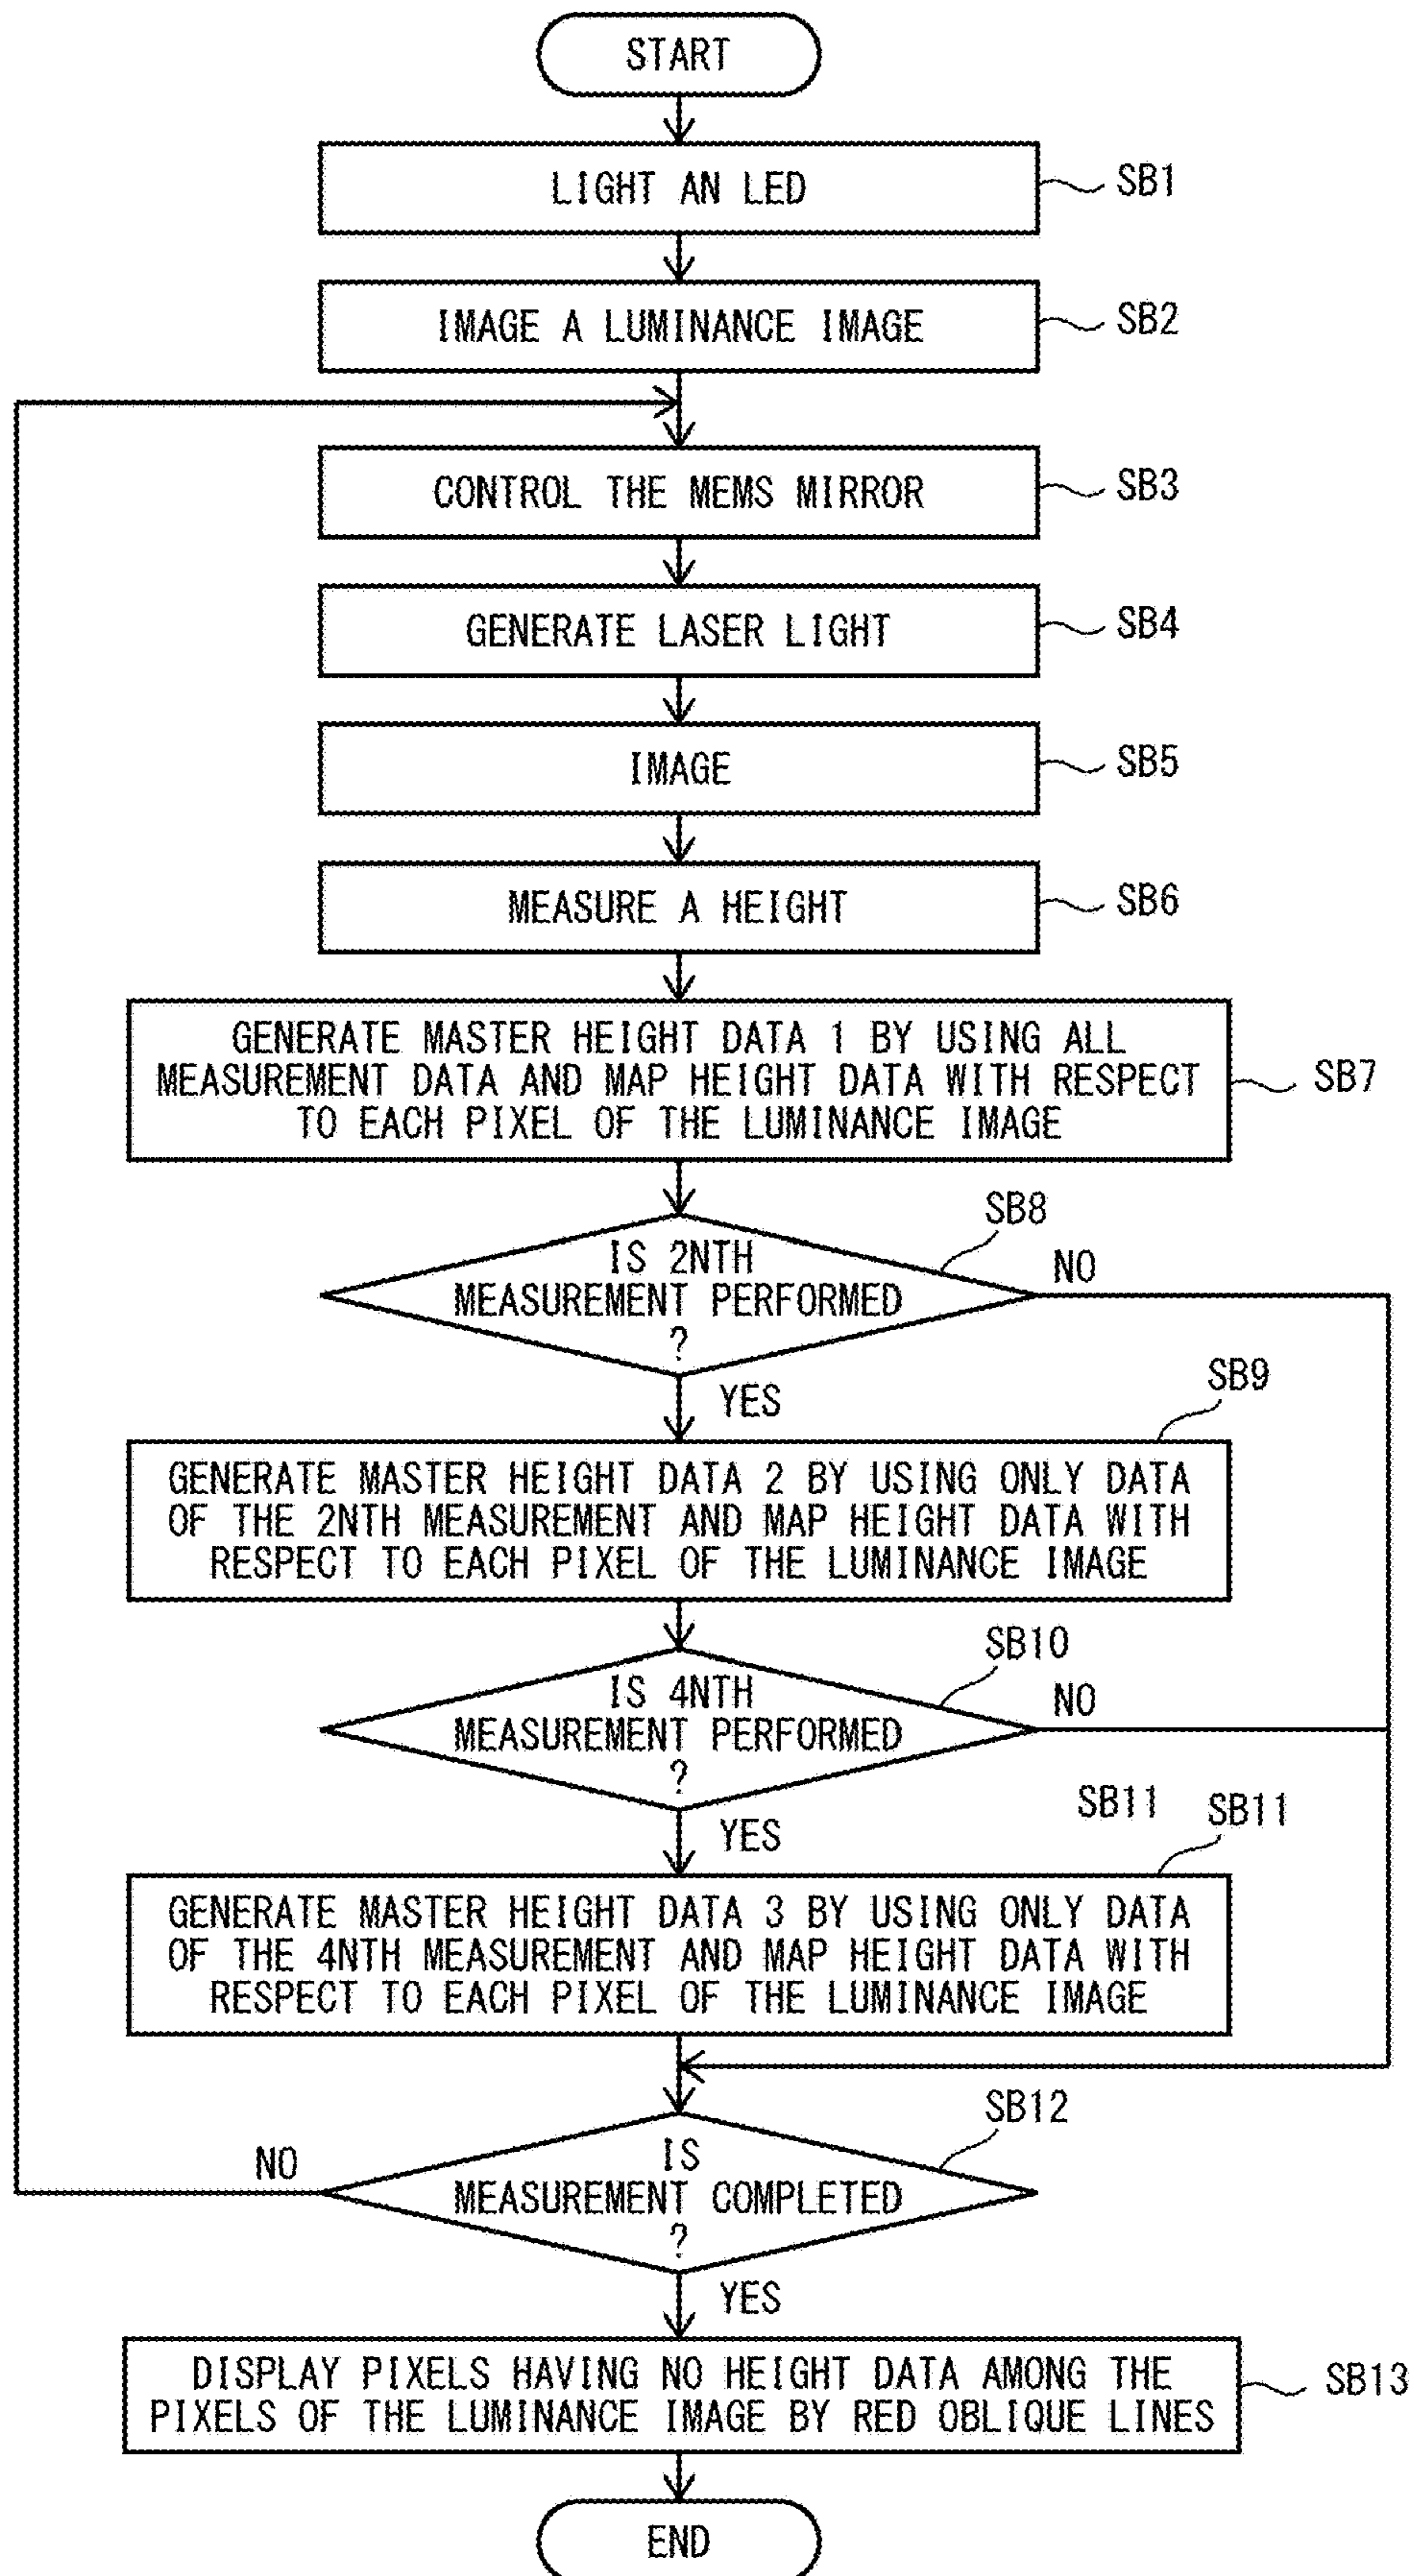 START
LIGHT AN LED
SB1
IMAGE A LUMINANCE IMAGE
SB2
CONTROL THE MEMS MIRROR
SB3
GENERATE LASER LIGHT
SB4
IMAGE
SB5
MEASURE A HEIGHT
SB6
GENERATE MASTER HEIGHT DATA 1 BY USING ALL
MEASUREMENT DATA AND MAP HEIGHT DATA WITH RESPECT
TO EACH PIXEL OF THE LUMINANCE IMAGE
SB7
SB8
IS 2NTH
MEASUREMENT PERFORMED
?
NO
YES
SB9
GENERATE MASTER HEIGHT DATA 2 BY USING ONLY DATA
OF THE 2NTH MEASUREMENT AND MAP HEIGHT DATA WITH
RESPECT TO EACH PIXEL OF THE LUMINANCE IMAGE
SB10
IS 4NTH
MEASUREMENT PERFORMED
?
NO
YES
SB11
SB11
GENERATE MASTER HEIGHT DATA 3 BY USING ONLY DATA
OF THE 4NTH MEASUREMENT AND MAP HEIGHT DATA WITH
RESPECT TO EACH PIXEL OF THE LUMINANCE IMAGE
SB12
IS
MEASUREMENT COMPLETED
?
NO
YES
DISPLAY PIXELS HAVING NO HEIGHT DATA AMONG THE
PIXELS OF THE LUMINANCE IMAGE BY RED OBLIQUE LINES
SB13
END